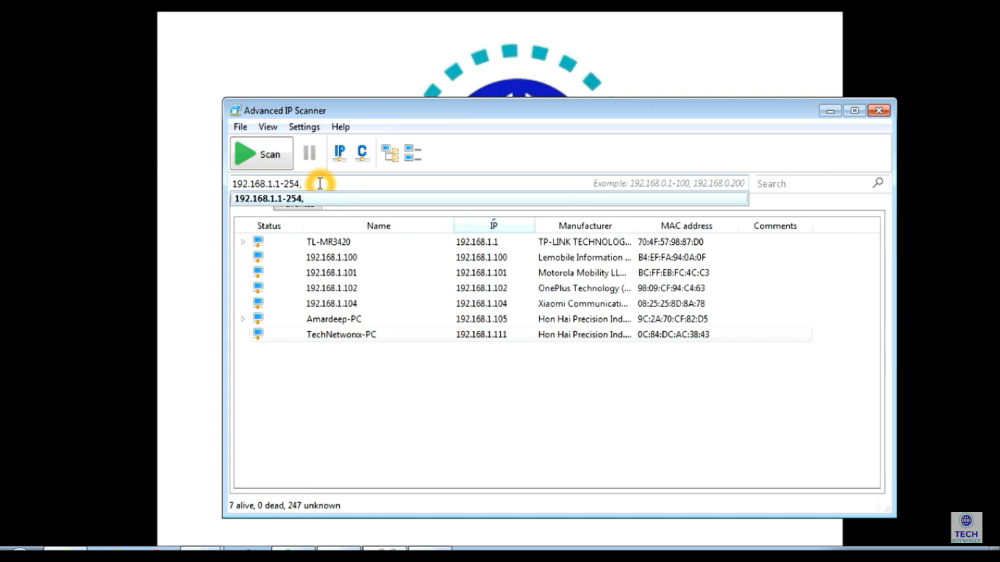 Advanced IP Scanner
File View Settings Help
Scan IP C
192.168.1.1-254, Example: 192.168.0.1-100, 192.168.0.200 Search
192.168.1.1-254,
Status Name IP Manufacturer MAC address Comments
TL-MR3420 192.168.1.1 TP-LINK TECHNOLOG... 70:4F:57:98:87:D0
192.168.1.100 192.168.1.100 Lemobile Information ... B4:EF:FA:94:0A:0F
192.168.1.101 192.168.1.101 Motorola Mobility LL... BC:FF:EB:FC:4C:C3
192.168.1.102 192.168.1.102 OnePlus Technology (... 98:09:CF:94:C4:63
192.168.1.104 192.168.1.104 Xiaomi Communicati... 08:25:25:8D:8A:78
Amardeep-PC 192.168.1.105 Hon Hai Precision Ind.... 9C:2A:70:CF:82:D5
TechNetworxx-PC 192.168.1.111 Hon Hai Precision Ind.... 0C:84:DC:AC:38:43
7 alive, 0 dead, 247 unknown
TECH
NETWORXX